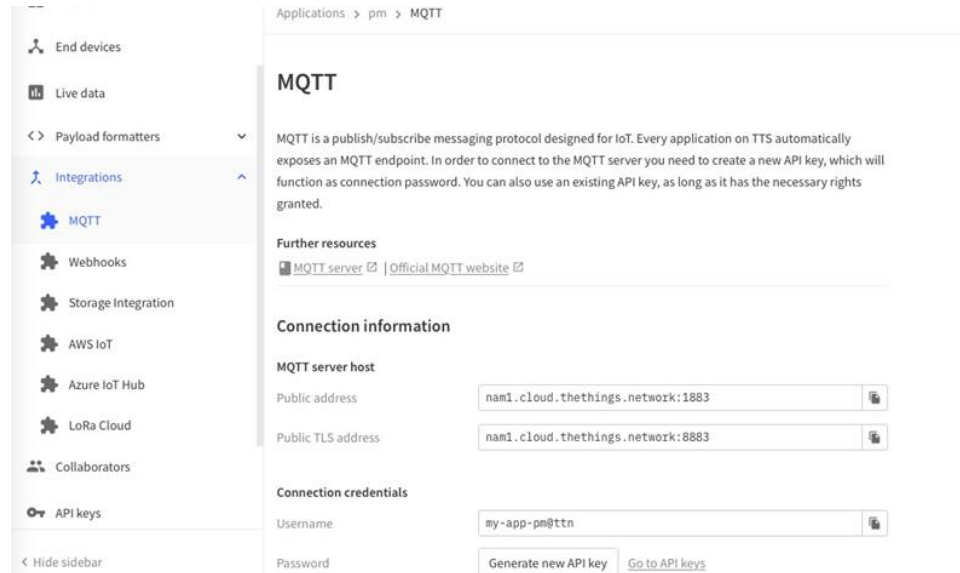 Applications > pm > MQTT
End devices
Live data
Payload formatters
Integrations
MQTT
Webhooks
Storage Integration
AWS IoT
Azure IoT Hub
LoRa Cloud
Collaborators
API keys
< Hide sidebar
MQTT
MQTT is a publish/subscribe messaging protocol designed for IoT. Every application on TTS automatically
exposes an MQTT endpoint. In order to connect to the MQTT server you need to create a new API key, which will
function as connection password. You can also use an existing API key, as long as it has the necessary rights
granted.
Further resources
MQTT server | Official MQTT website
Connection information
MQTT server host
Public address nam1.cloud.thethings.network:1883
Public TLS address nam1.cloud.thethings.network:8883
Connection credentials
Username my-app-pm@ttn
Password Generate new API key Go to API keys